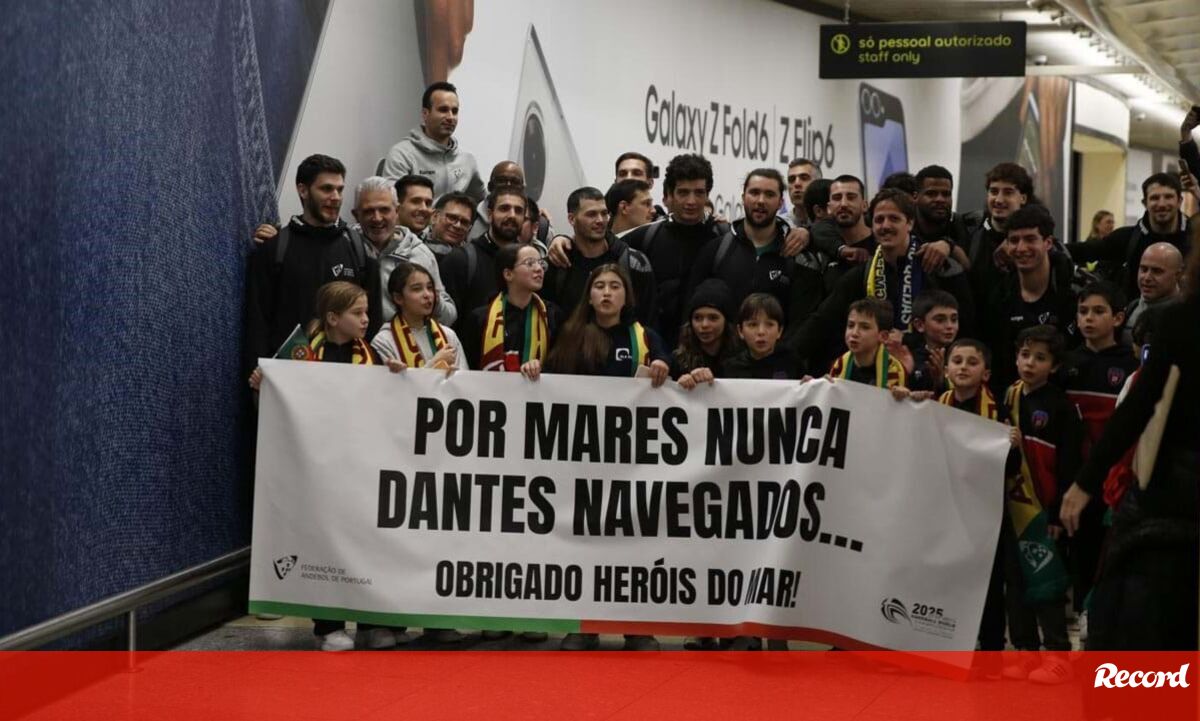 só pessoal autorizado
staff only
Galaxy Z Fold6 | Z Flip6
POR MARES NUNCA
DANTES NAVEGADOS...
OBRIGADO HERÓIS DO MAR!
FEDERAÇÃO DE
ANDEBOL DE PORTUGAL
2025
Record